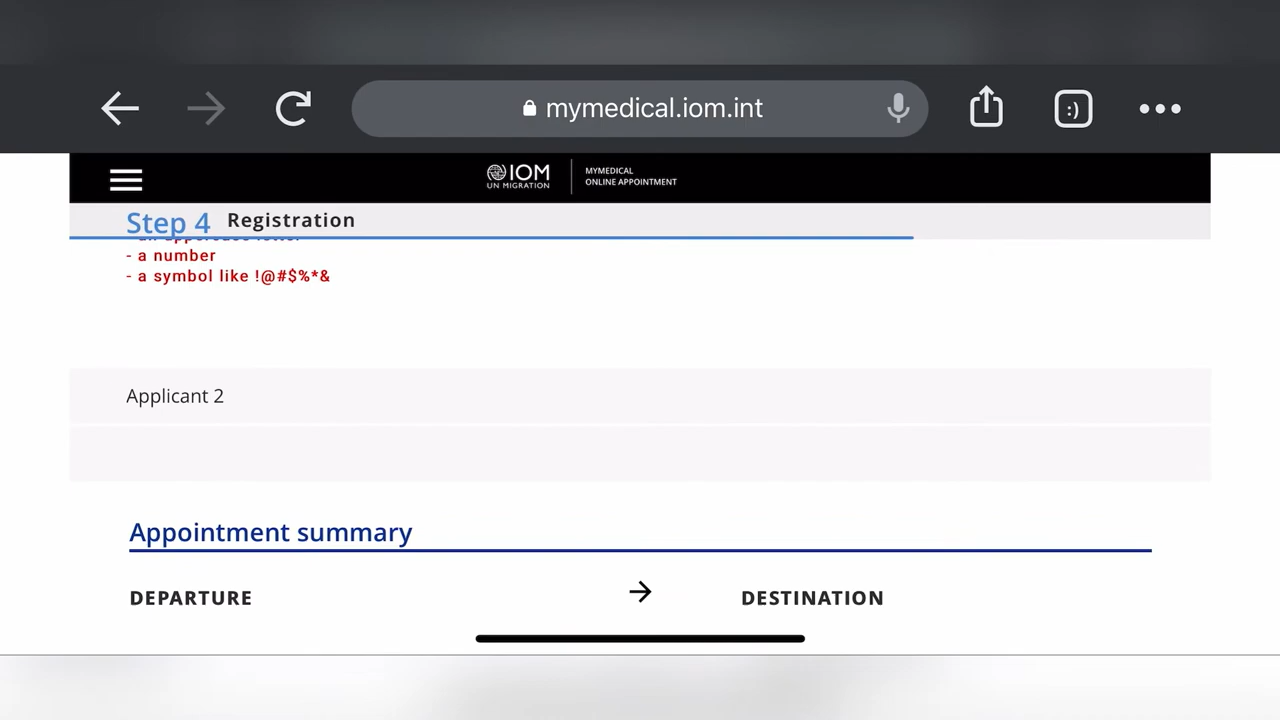 mymedical.iom.int
:)
IOM
UN MIGRATION
MYMEDICAL
ONLINE APPOINTMENT
Step 4 Registration
- a number
- a symbol like !@#$%*&
Applicant 2
Appointment summary
DEPARTURE → DESTINATION